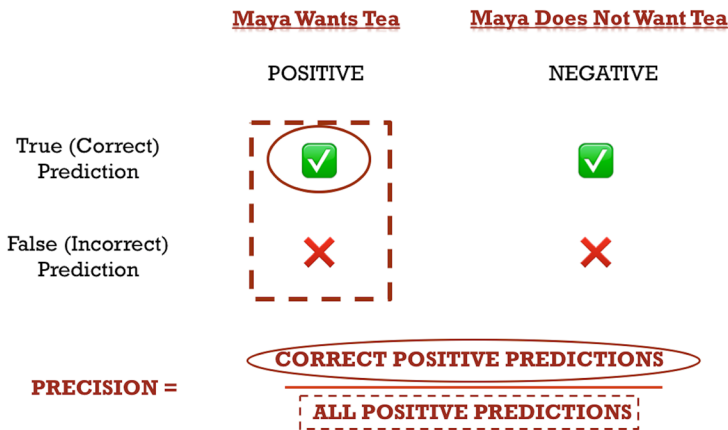 Maya Wants Tea
Maya Does Not Want Tea
POSITIVE
NEGATIVE
True (Correct)
Prediction
False (Incorrect)
Prediction
CORRECT POSITIVE PREDICTIONS
PRECISION =
ALL POSITIVE PREDICTIONS